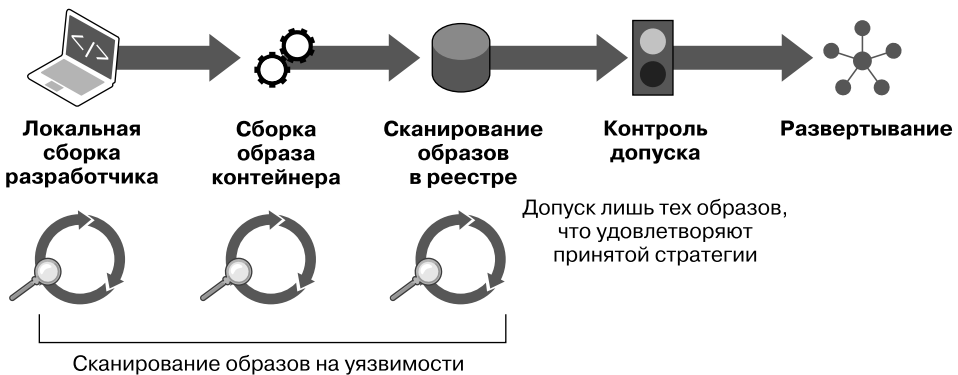 </>
Локальная
сборка
разработчика
Сборка
образа
контейнера
Сканирование
образов
в реестре
Контроль
допуска
Развертывание
Допуск лишь тех образов,
что удовлетворяют
принятой стратегии
Сканирование образов на уязвимости